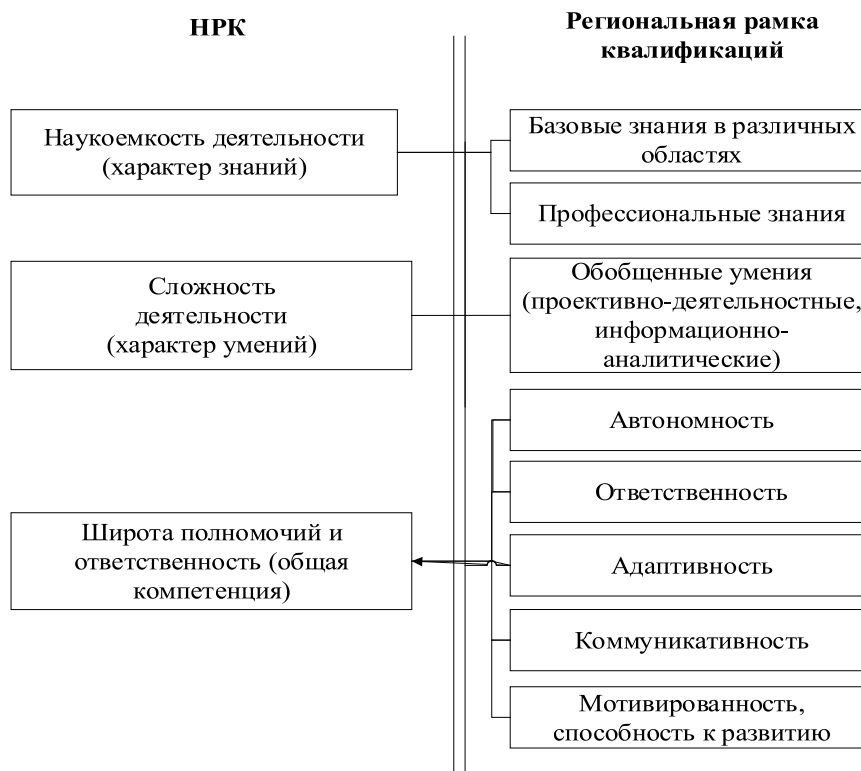 НРК
Региональная рамка
квалификаций
Наукоемкость деятельности
(характер знаний)
Базовые знания в различных
областях
Профессиональные знания
Сложность
деятельности
(характер умений)
Обобщенные умения
(проективно-деятельностные,
информационно-
аналитические)
Широта полномочий и
ответственность (общая
компетенция)
Автономность
Ответственность
Адаптивность
Коммуникативность
Мотивированность,
способность к развитию